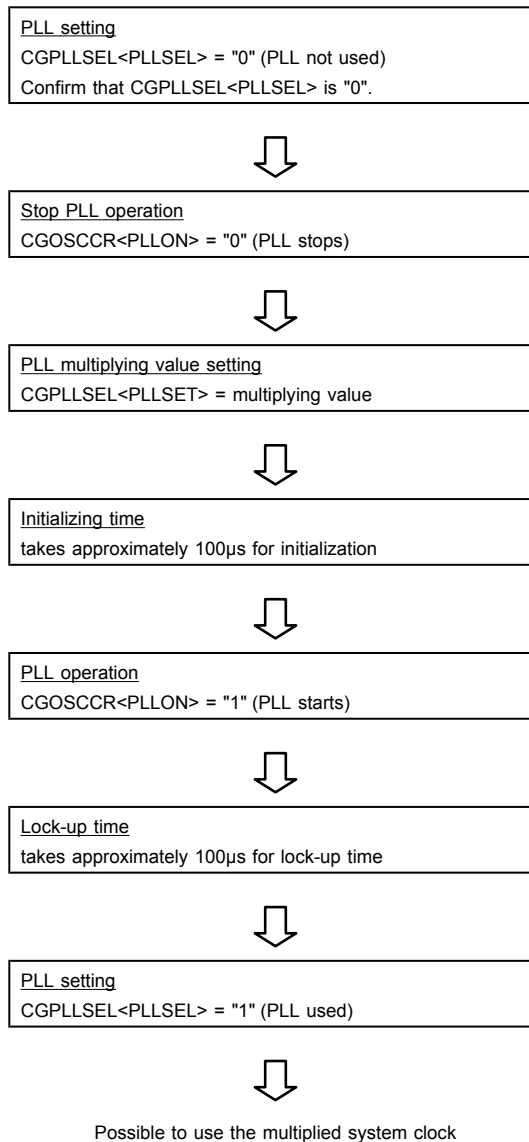 PLL setting
CGPLLSEL<PLLSEL> = "0" (PLL not used)
Confirm that CGPLLSEL<PLLSEL> is "0".
Stop PLL operation
CGOSCCR<PLLON> = "0" (PLL stops)
PLL multiplying value setting
CGPLLSEL<PLLSET> = multiplying value
Initializing time
takes approximately 100μs for initialization
PLL operation
CGOSCCR<PLLON> = "1" (PLL starts)
Lock-up time
takes approximately 100μs for lock-up time
PLL setting
CGPLLSEL<PLLSEL> = "1" (PLL used)
Possible to use the multiplied system clock